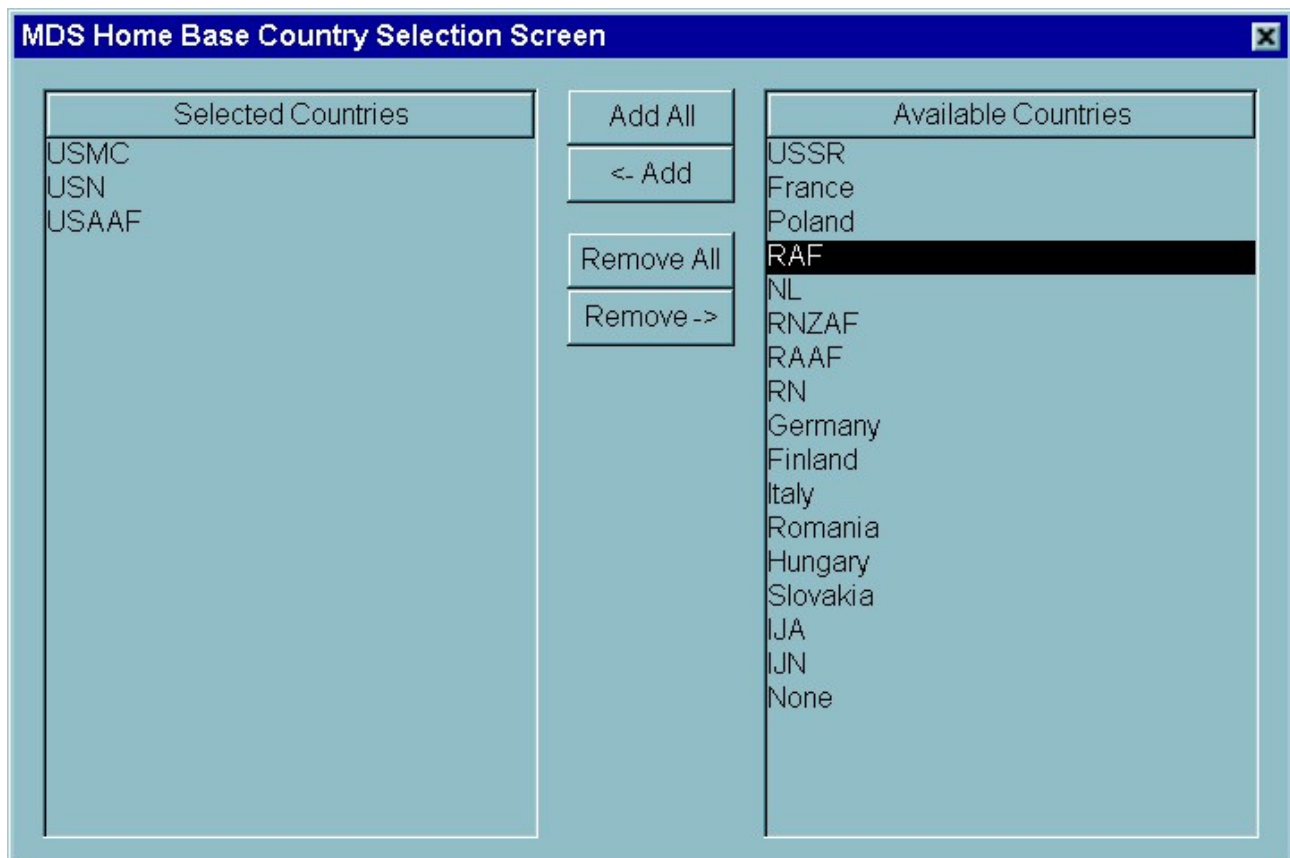 MDS Home Base Country Selection Screen
Selected Countries
USMC
USN
USAAF
Add All
<- Add
Remove All
Remove ->
Available Countries
USSR
France
Poland
RAF
NL
RNZAF
RAAF
RN
Germany
Finland
Italy
Romania
Hungary
Slovakia
IJA
IJN
None